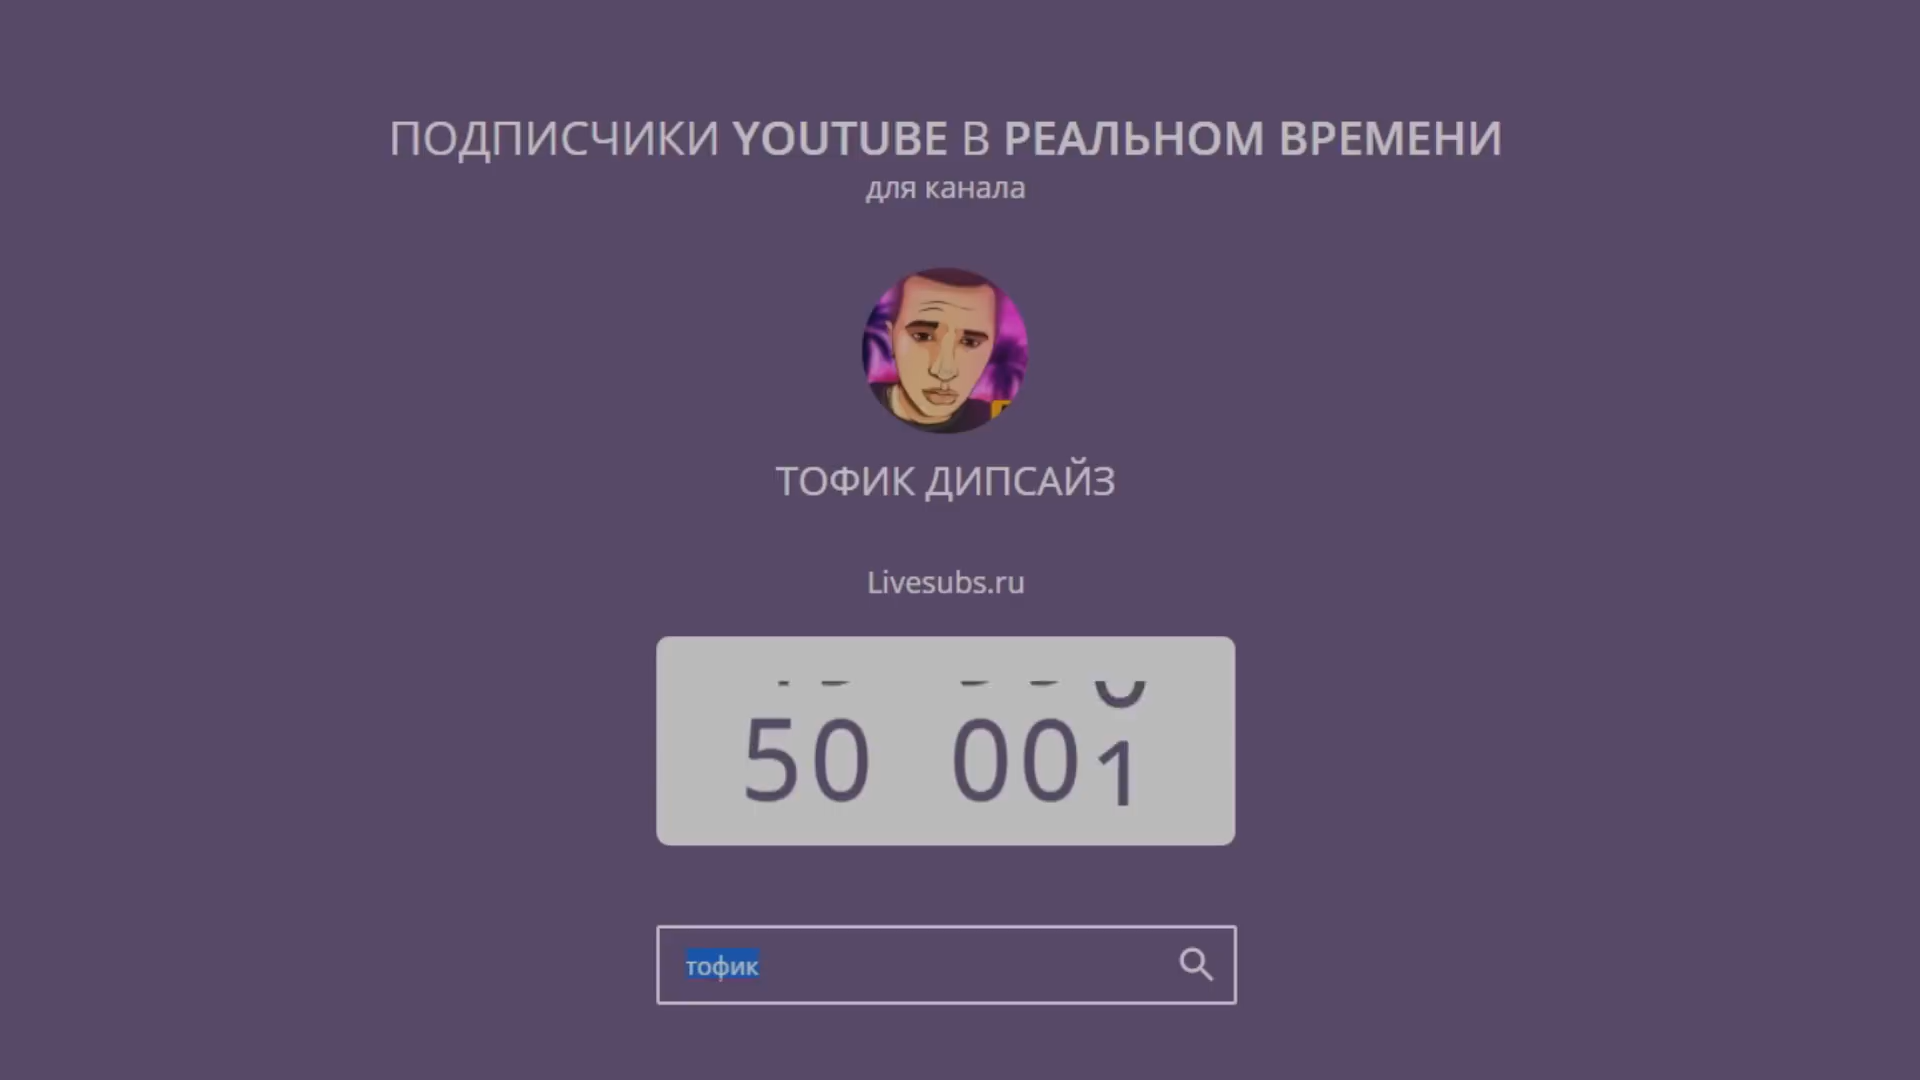 ПОДПИСЧИКИ YOUTUBE В РЕАЛЬНОМ ВРЕМЕНИ
для канала
ТОФИК ДИПСАЙЗ
Livesubs.ru
50 001
тофик